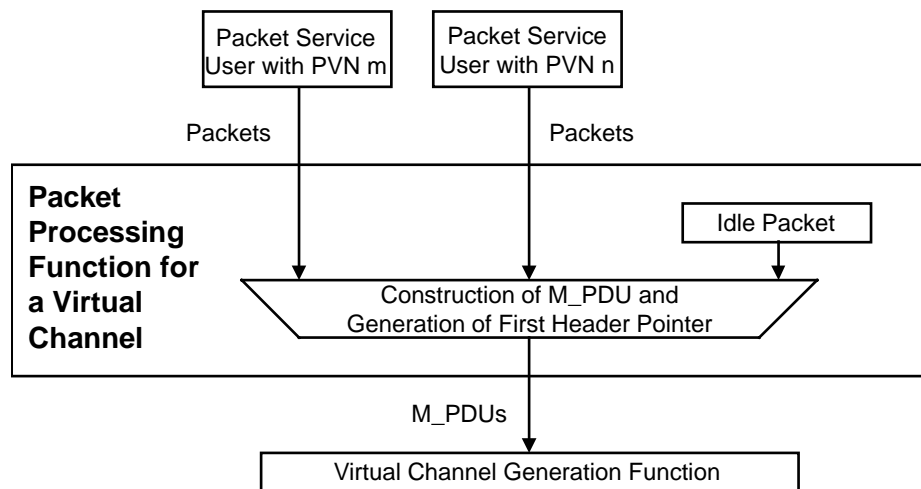 Packet Service
User with PVN m
Packet Service
User with PVN n
Packets
Packets
Packet
Processing
Function for
a Virtual
Channel
Idle Packet
Construction of M_PDU and
Generation of First Header Pointer
M_PDUs
Virtual Channel Generation Function